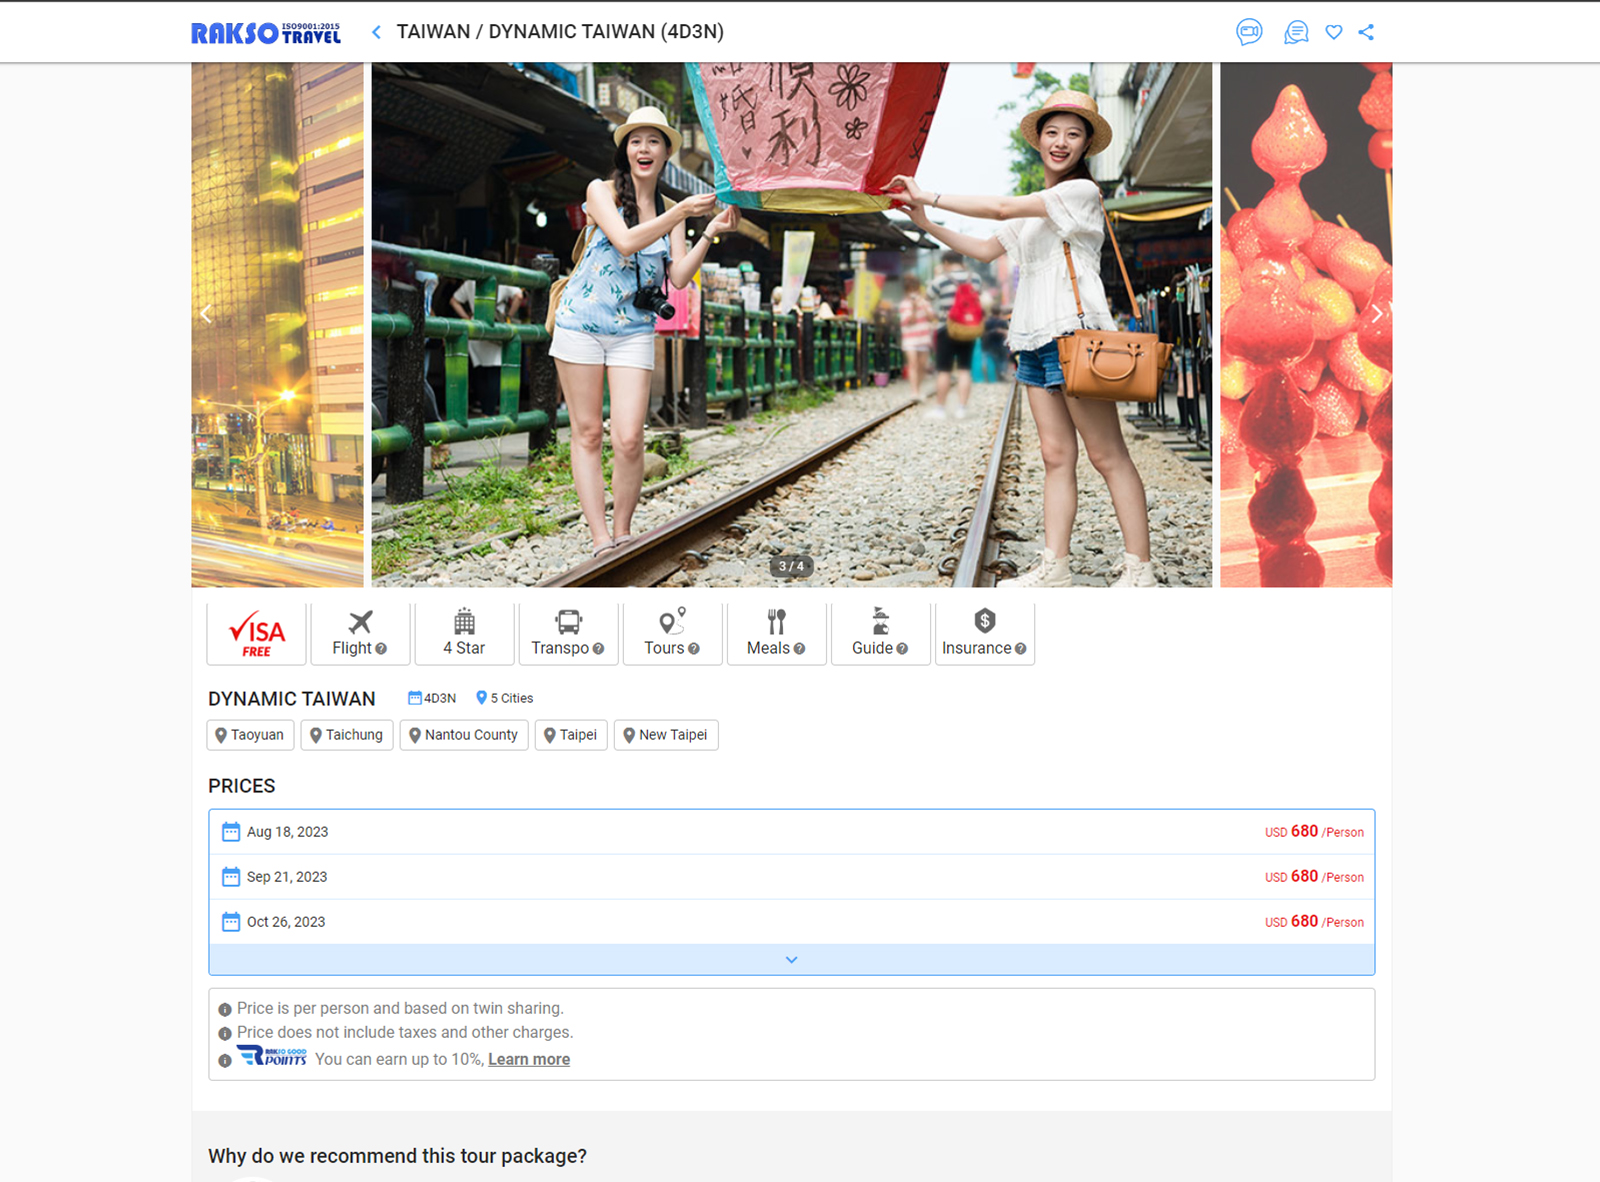 RAKSO TRAVEL ISO9001:2015
TAIWAN / DYNAMIC TAIWAN (4D3N)
順利
婚
3 / 4
VISA FREE
Flight
4 Star
Transpo
Tours
Meals
Guide
Insurance
DYNAMIC TAIWAN 4D3N 5 Cities
Taoyuan Taichung Nantou County Taipei New Taipei
PRICES
Aug 18, 2023 USD 680 /Person
Sep 21, 2023 USD 680 /Person
Oct 26, 2023 USD 680 /Person
Price is per person and based on twin sharing.
Price does not include taxes and other charges.
RAKSO GOOD POINTS You can earn up to 10%, Learn more
Why do we recommend this tour package?